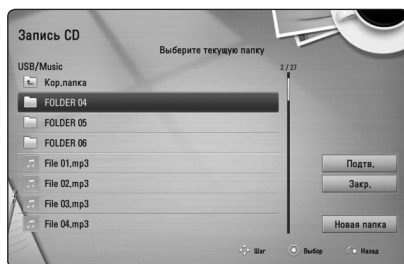 Запись CD
Выберите текущую папку
USB/Music
2 / 27
Кор.папка
FOLDER 04
FOLDER 05
FOLDER 06
File 01.mp3
File 02.mp3
File 03.mp3
File 04.mp3
Подтв.
Закр.
Новая папка
Шаг
Выбор
Назад